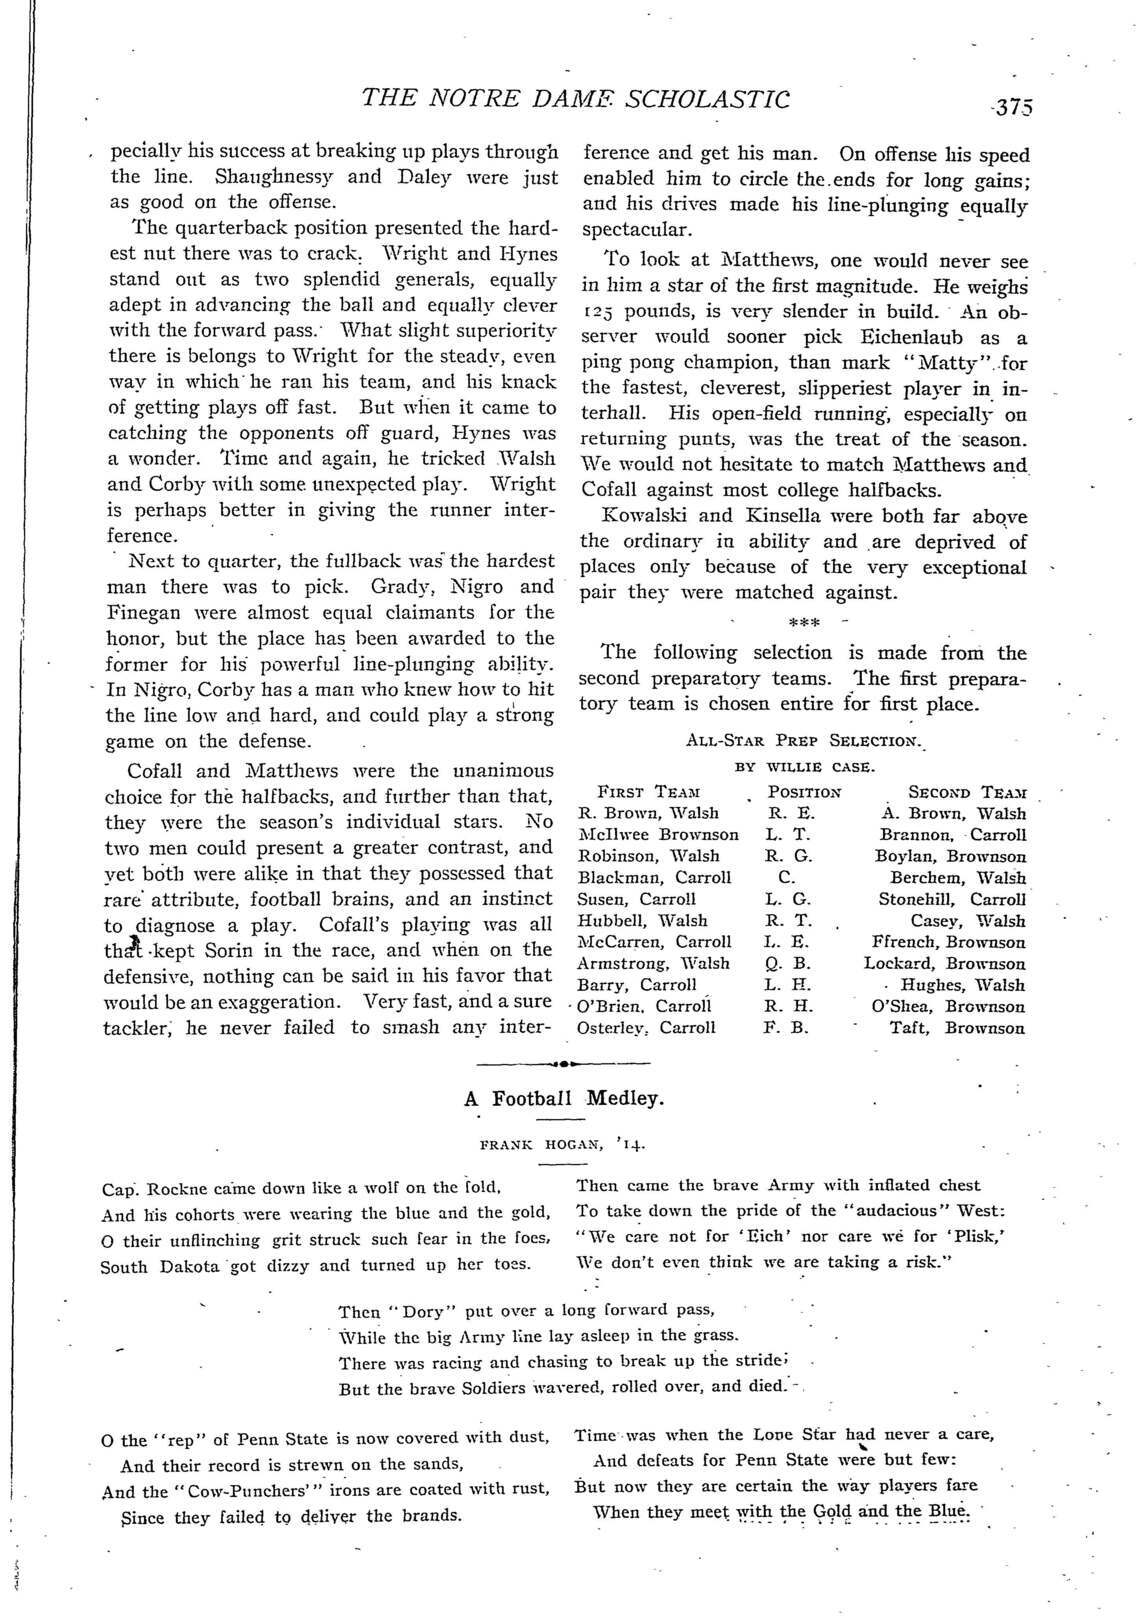 THE NOTRE DAME SCHOLASTIC
375
pecially his success at breaking up plays through
the line. Shaughnessy and Daley were just
as good on the offense.
The quarterback position presented the hard-
est nut there was to crack. Wright and Hynes
stand out as two splendid generals, equally
adept in advancing the ball and equally clever
with the forward pass. What slight superiority
there is belongs to Wright for the steady, even
way in which he ran his team, and his knack
of getting plays off fast. But when it came to
catching the opponents off guard, Hynes was
a wonder. Time and again, he tricked Walsh
and Corby with some unexpected play. Wright
is perhaps better in giving the runner inter-
ference.
Next to quarter, the fullback was the hardest
man there was to pick. Grady, Nigro and
Finegan were almost equal claimants for the
honor, but the place has been awarded to the
former for his powerful line-plunging ability.
In Nigro, Corby has a man who knew how to hit
the line low and hard, and could play a strong
game on the defense.
Cofall and Matthews were the unanimous
choice for the halfbacks, and further than that,
they were the season's individual stars. No
two men could present a greater contrast, and
yet both were alike in that they possessed that
rare attribute, football brains, and an instinct
to diagnose a play. Cofall's playing was all
that kept Sorin in the race, and when on the
defensive, nothing can be said in his favor that
would be an exaggeration. Very fast, and a sure
tackler, he never failed to smash any inter-
ference and get his man. On offense his speed
enabled him to circle the ends for long gains;
and his drives made his line-plunging equally
spectacular.
To look at Matthews, one would never see
in him a star of the first magnitude. He weighs
125 pounds, is very slender in build. An ob-
server would sooner pick Eichenlaub as a
ping pong champion, than mark "Matty" for
the fastest, cleverest, slipperiest player in in-
terhall. His open-field running, especially on
returning punts, was the treat of the season.
We would not hesitate to match Matthews and
Cofall against most college halfbacks.
Kowalski and Kinsella were both far above
the ordinary in ability and are deprived of
places only because of the very exceptional
pair they were matched against.
***
The following selection is made from the
second preparatory teams. The first prepara-
tory team is chosen entire for first place.
ALL-STAR PREP SELECTION.
BY WILLIE CASE.
FIRST TEAM POSITION SECOND TEAM
R. Brown, Walsh R. E. A. Brown, Walsh
McIlwee Brownson L. T. Brannon, Carroll
Robinson, Walsh R. G. Boylan, Brownson
Blackman, Carroll C. Berchem, Walsh
Susen, Carroll L. G. Stonehill, Carroll
Hubbell, Walsh R. T. Casey, Walsh
McCarren, Carroll L. E. Ffrench, Brownson
Armstrong, Walsh Q. B. Lockard, Brownson
Barry, Carroll L. H. Hughes, Walsh
O'Brien, Carroll R. H. O'Shea, Brownson
Osterley, Carroll F. B. Taft, Brownson
A Football Medley.
FRANK HOGAN, '14.
Cap. Rockne came down like a wolf on the fold,
And his cohorts were wearing the blue and the gold,
O their unflinching grit struck such fear in the foes,
South Dakota got dizzy and turned up her toes.
Then came the brave Army with inflated chest
To take down the pride of the "audacious" West:
"We care not for 'Eich' nor care we for 'Plisk,'
We don't even think we are taking a risk."
Then "Dory" put over a long forward pass,
While the big Army line lay asleep in the grass.
There was racing and chasing to break up the stride;
But the brave Soldiers wavered, rolled over, and died.
O the "rep" of Penn State is now covered with dust,
And their record is strewn on the sands,
And the "Cow-Punchers'" irons are coated with rust,
Since they failed to deliver the brands.
Time was when the Lone Star had never a care,
And defeats for Penn State were but few:
But now they are certain the way players fare
When they meet with the Gold and the Blue.